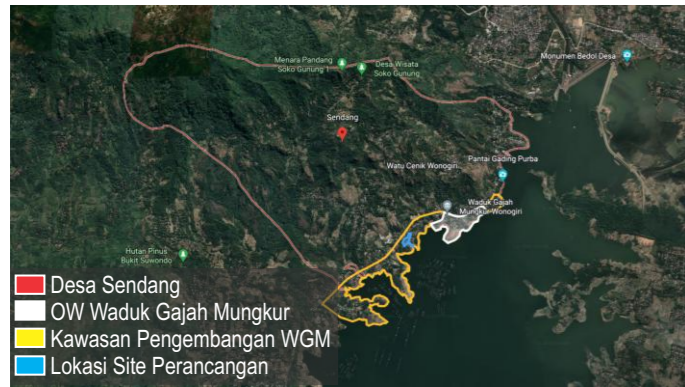 Menara Pandang
Soko Gunung 1
Desa Wisata
Soko Gunung
Monumen Bedol Desa
Sendang
Watu Cenik Wonogiri
Pantai Gading Purba
Waduk Gajah
Mungkur Wonogiri
Hutan Pinus
Bukit Suwondo
Desa Sendang
OW Waduk Gajah Mungkur
Kawasan Pengembangan WGM
Lokasi Site Perancangan